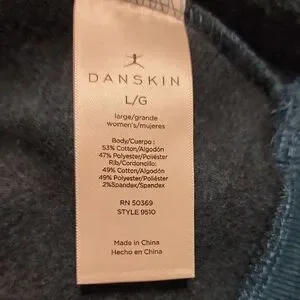 DANSKIN
L/G
large/grande
women's/mujeres
Body/Cuerpo:
53% Cotton/Algodón
47% Polyester/Poliéster
Rib/Cordoncillo:
49% Cotton/Algodón
49% Polyester/Poliéster
2%Spandex/Spendex
RN 50369
STYLE 9510
Made in China
Hecho en China